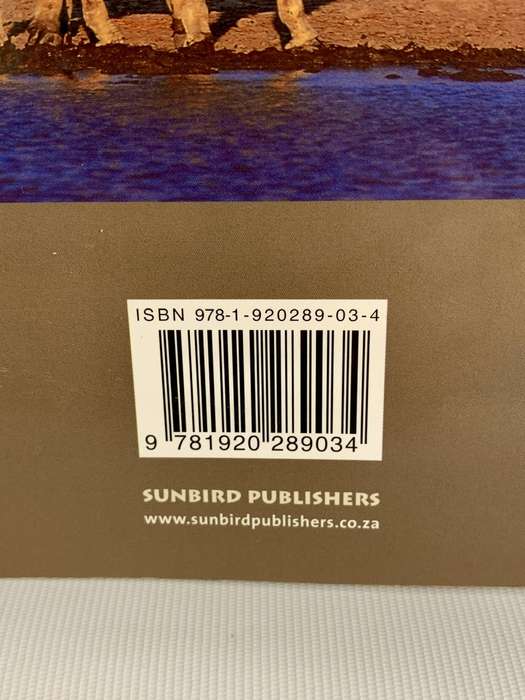 ISBN 978-1-920289-03-4
9 781920 289034
SUNBIRD PUBLISHERS
www.sunbirdpublishers.co.za